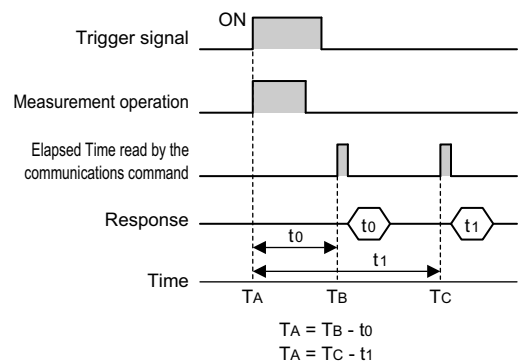 ON
Trigger signal
Measurement operation
Elapsed Time read by the
communications command
Response
t0
t1
t0
t1
Time
TA
TB
TC
TA = TB - t0
TA = TC - t1